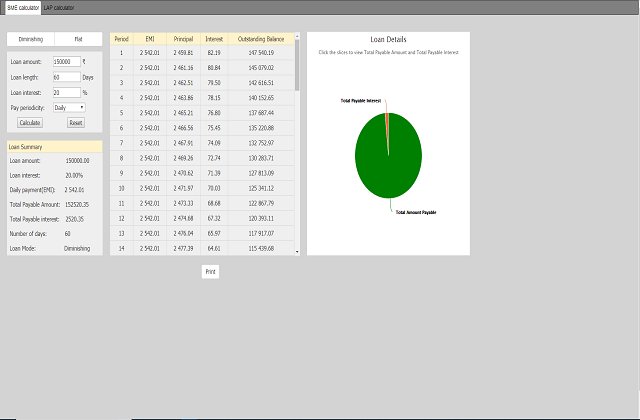 SME calculator LAP calculator
Diminishing Flat
Loan amount: 150000 ₹
Loan length: 60 Days
Loan interest: 20 %
Pay periodicity: Daily
Calculate Reset
Loan Summary
Loan amount: 150000.00
Loan interest: 20.00%
Daily payment(EMI): 2 542.01
Total Payable Amount: 152520.35
Total Payable interest: 2520.35
Number of days: 60
Loan Mode: Diminishing
Period EMI Principal Interest Outstanding Balance
1 2 542.01 2 459.81 82.19 147 540.19
2 2 542.01 2 461.16 80.84 145 079.02
3 2 542.01 2 462.51 79.50 142 616.51
4 2 542.01 2 463.86 78.15 140 152.65
5 2 542.01 2 465.21 76.80 137 687.44
6 2 542.01 2 466.56 75.45 135 220.88
7 2 542.01 2 467.91 74.09 132 752.97
8 2 542.01 2 469.26 72.74 130 283.71
9 2 542.01 2 470.62 71.39 127 813.09
10 2 542.01 2 471.97 70.03 125 341.12
11 2 542.01 2 473.33 68.68 122 867.79
12 2 542.01 2 474.68 67.32 120 393.11
13 2 542.01 2 476.04 65.97 117 917.07
14 2 542.01 2 477.39 64.61 115 439.68
Print
Loan Details
Click the slices to view Total Payable Amount and Total Payable Interest
Total Payable Interest
Total Amount Payable